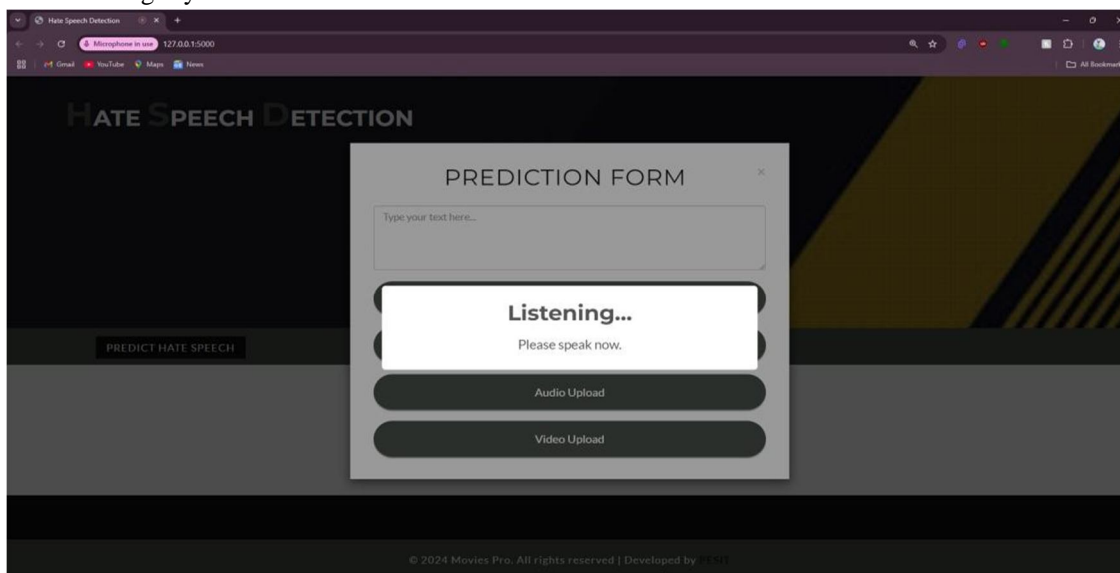 Hate Speech Detection
Microphone in use 127.0.0.1:5000
Gmail YouTube Maps News All Bookmar
HATE SPEECH DETECTION
PREDICTION FORM ×
Type your text here...
Listening...
Please speak now.
PREDICT HATE SPEECH
Audio Upload
Video Upload
© 2024 Movies Pro. All rights reserved | Developed by